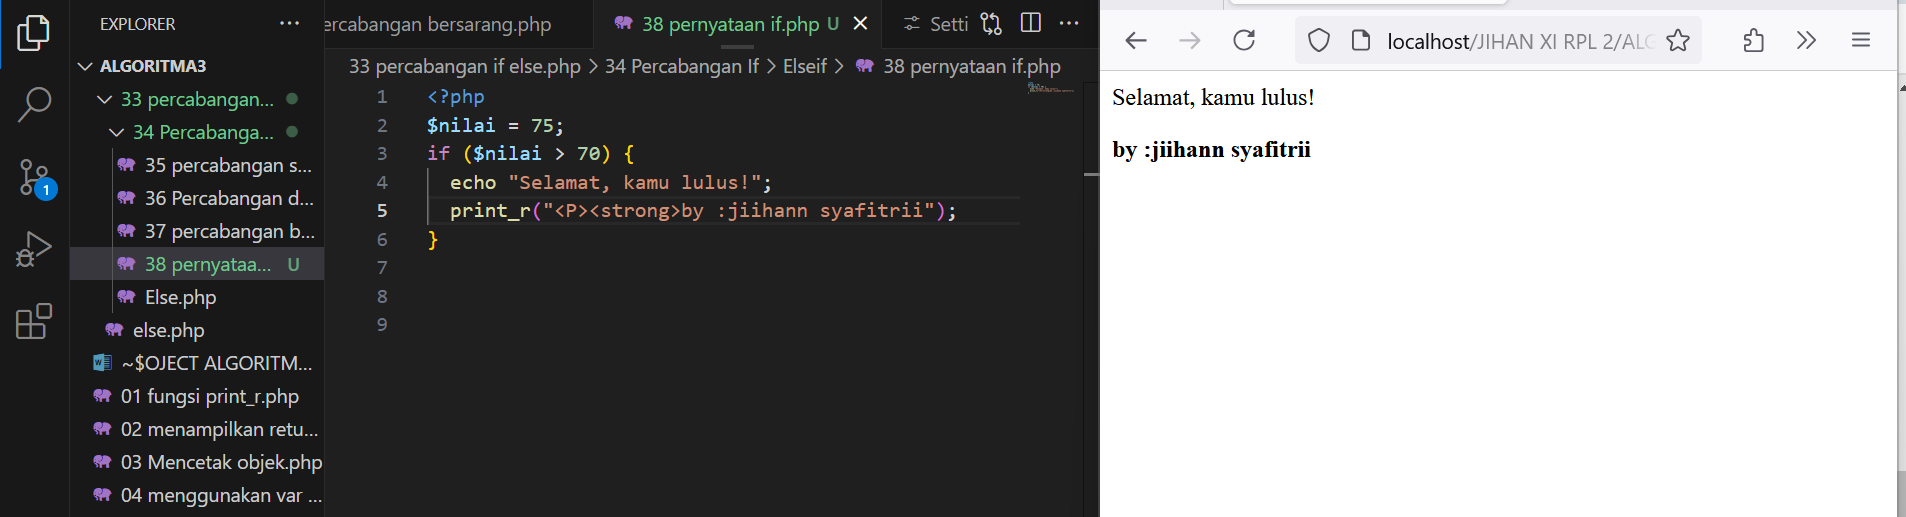 EXPLORER
ALGORITMA3
33 percabangan...
34 Percabanga...
35 percabangan s...
36 Percabangan d...
37 percabangan b...
38 pernyataa... U
Else.php
else.php
~$OJECT ALGORITM...
01 fungsi print_r.php
02 menampilkan retu...
03 Mencetak objek.php
04 menggunakan var ...
1
ercabangan bersarang.php
38 pernyataan if.php U
Setti
33 percabangan if else.php > 34 Percabangan If > Elseif > 38 pernyataan if.php
1 <?php
2 $nilai = 75;
3 if ($nilai > 70) {
4 echo "Selamat, kamu lulus!";
5 print_r("<P><strong>by :jiihann syafitrii");
6 }
7
8
9
localhost/JIHAN XI RPL 2/ALG
Selamat, kamu lulus!
by :jiihann syafitrii